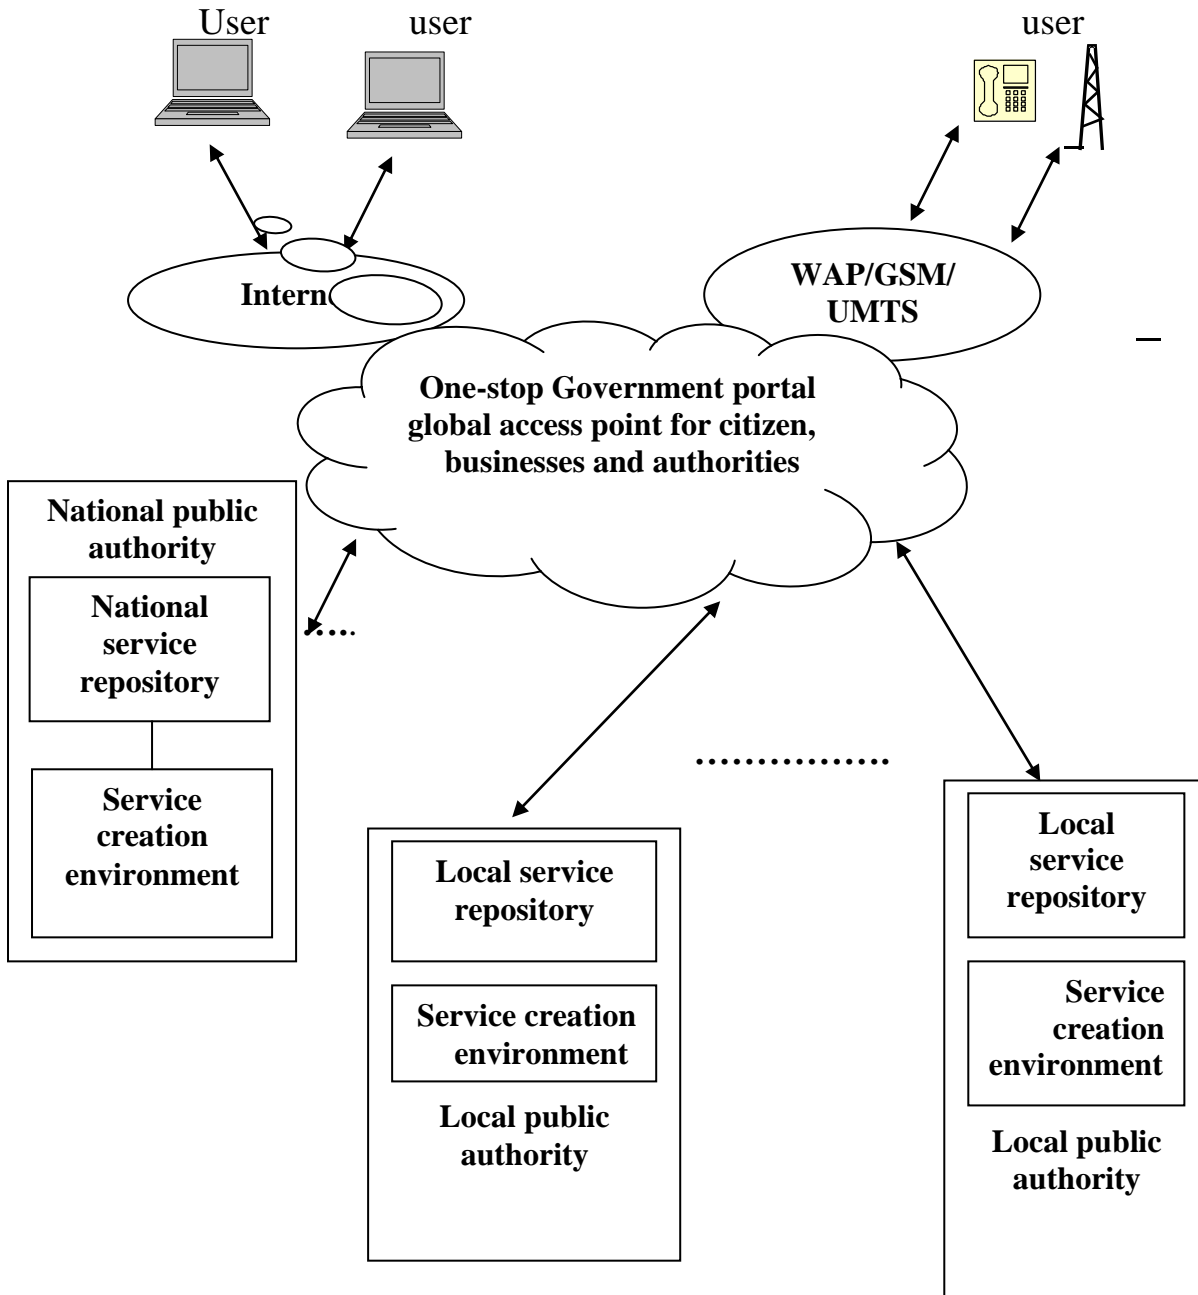 User
user
user
Intern
WAP/GSM/
UMTS
One-stop Government portal
global access point for citizen,
businesses and authorities
National public
authority
National
service
repository
…..
Service
creation
environment
…………….
Local service
repository
Service creation
environment
Local public
authority
Local
service
repository
Service
creation
environment
Local public
authority